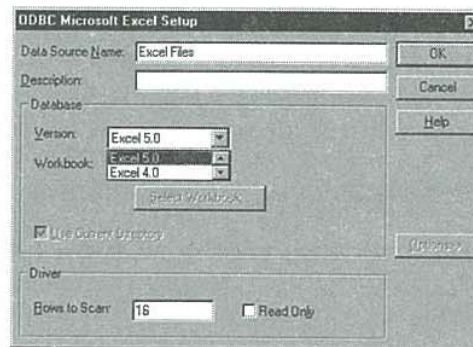 ODBC Microsoft Excel Setup
Data Source Name: Excel Files
OK
Description:
Cancel
Database
Help
Version: Excel 5.0
Excel 5.0
Workbook:
Excel 4.0
Select Workbook
Use Current Directory
Options>>
Driver
Rows to Scan: 16
Read Only